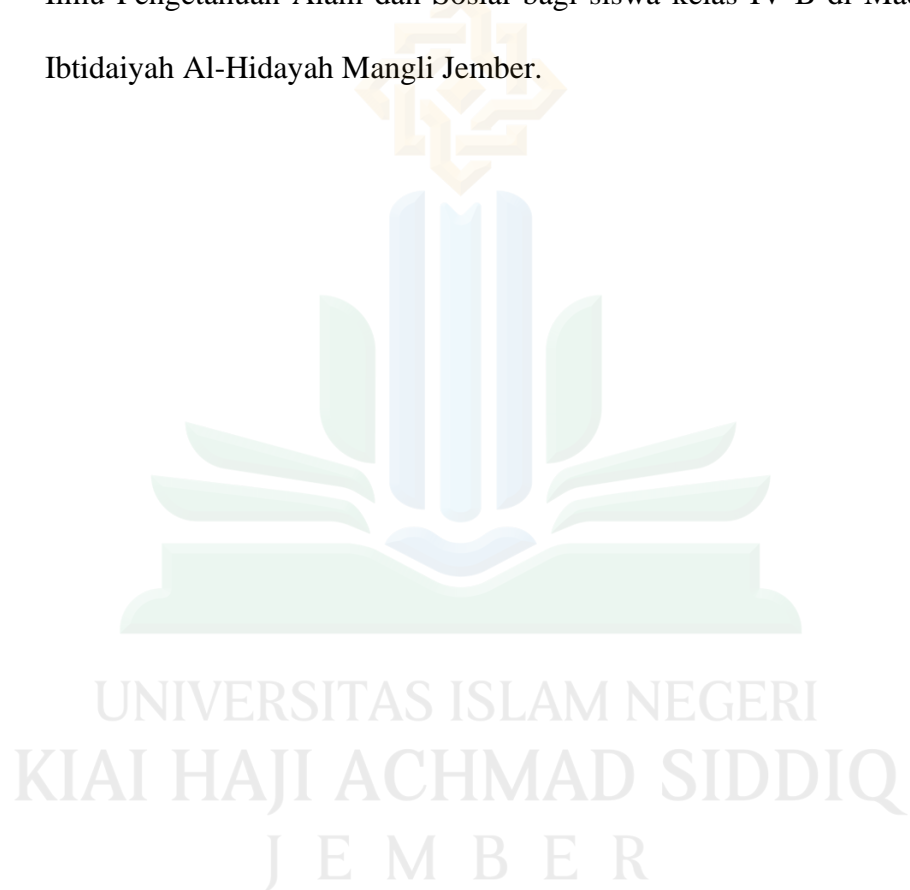 Ilmu Pengetahuan Alam dan Sosial bagi siswa kelas IV B di
Ibtidaiyah Al-Hidayah Mangli Jember.
UNIVERSITAS ISLAM NEGERI
KIAI HAJI ACHMAD SIDDIQ
JEMBER